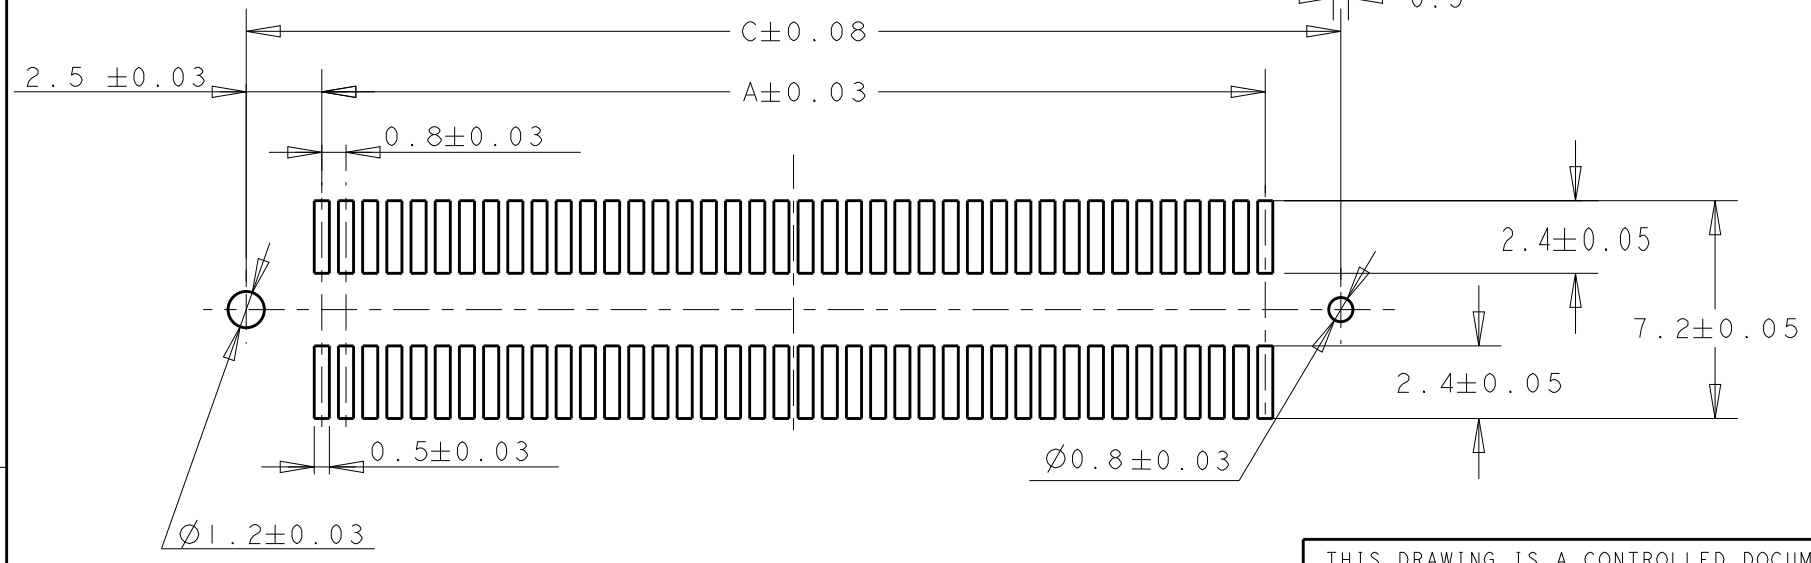 C±0.08
2.5 ±0.03
A±0.03
0.8±0.03
2.4±0.05
7.2±0.05
2.4±0.05
0.5±0.03
Ø0.8±0.03
Ø1.2±0.03
THIS DRAWING IS A CONTROLLED DOCUM